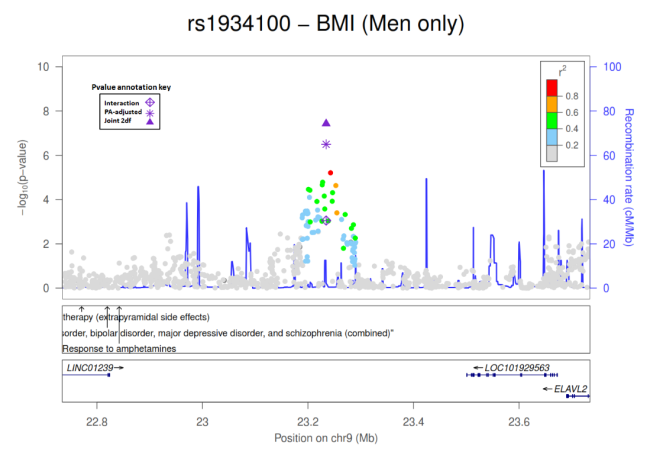 rs1934100 − BMI (Men only)
10
8
6
4
2
0
−log10(p−value)
100
80
60
40
20
0
Recombination rate (cM/Mb)
Pvalue annotation key
Interaction
PA-adjusted
Joint 2df
r2
0.8
0.6
0.4
0.2
therapy (extrapyramidal side effects)
sorder, bipolar disorder, major depressive disorder, and schizophrenia (combined)"
Response to amphetamines
LINC01239
LOC101929563
ELAVL2
22.8 23 23.2 23.4 23.6
Position on chr9 (Mb)